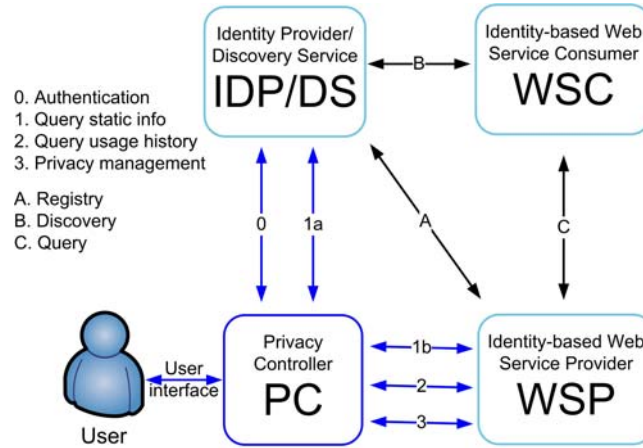 Identity Provider/
Discovery Service
IDP/DS
B
Identity-based Web
Service Consumer
WSC
0. Authentication
1. Query static info
2. Query usage history
3. Privacy management
A. Registry
B. Discovery
C. Query
0
1a
A
C
User
interface
User
Privacy
Controller
PC
1b
2
3
Identity-based Web
Service Provider
WSP